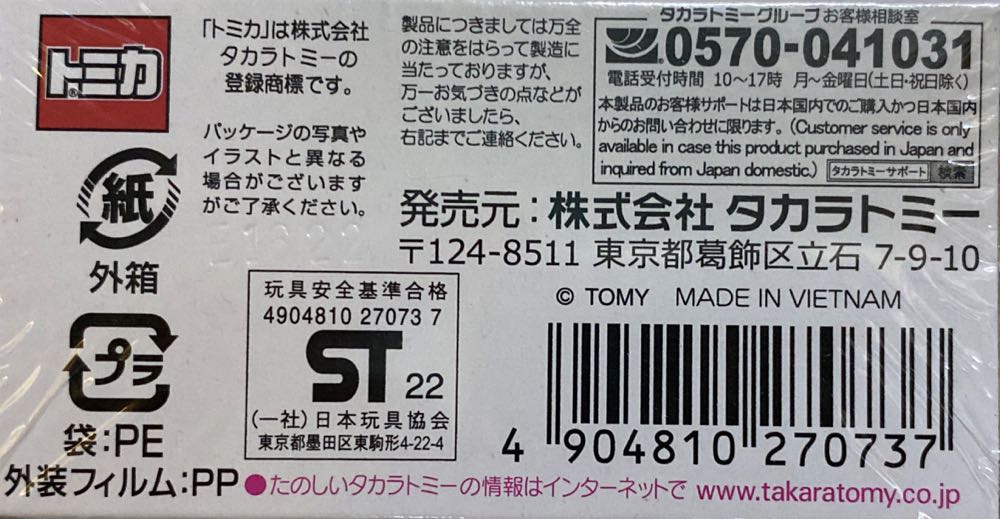 トミカ®
「トミカ」は株式会社
タカラトミーの
登録商標です。
パッケージの写真や
イラストと異なる
場合がございます
がご了承ください。
製品につきましては万全
の注意をはらって製造に
当たっておりますが、
万一お気づきの点などが
ございましたら、
右記までご連絡ください。
タカラトミーグループお客様相談室
0570-041031
電話受付時間 10〜17時 月〜金曜日(土日・祝日除く)
本製品のお客様サポートは日本国内でのご購入かつ日本国内
からのお問い合わせに限ります。(Customer service is only
available in case this product purchased in Japan and
inquired from Japan domestic.) タカラトミーサポート 検索
発売元:株式会社 タカラトミー
〒124-8511 東京都葛飾区立石 7-9-10
© TOMY MADE IN VIETNAM
紙
外箱
プラ
袋:PE
外装フィルム:PP
玩具安全基準合格
4904810 27073 7
ST 22
(一社)日本玩具協会
東京都墨田区東駒形4-22-4
4 904810 270737
●たのしいタカラトミーの情報はインターネットで www.takaratomy.co.jp